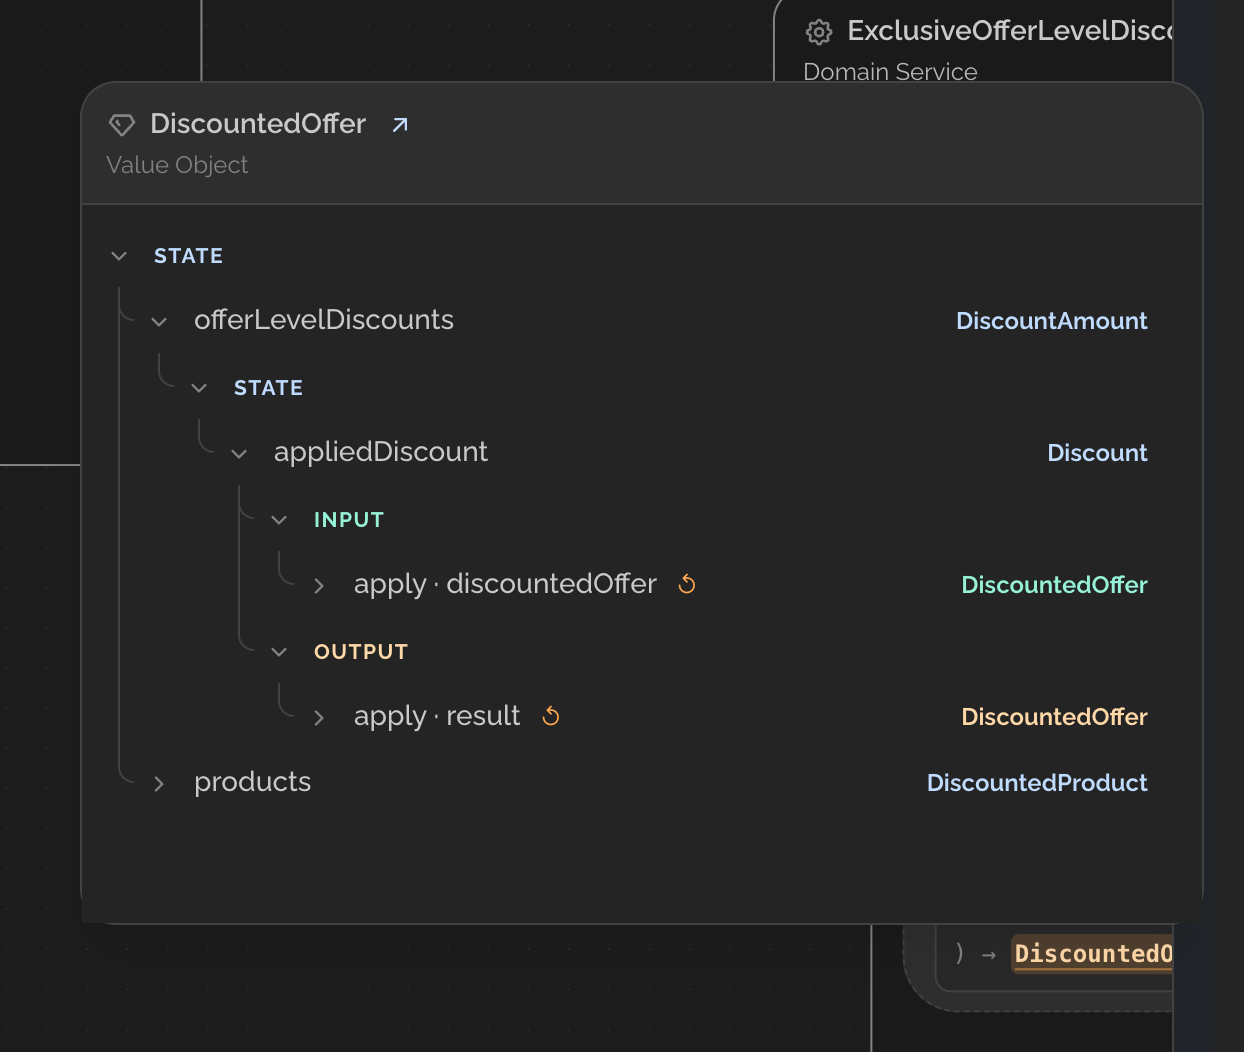 ExclusiveOfferLevelDisc
Domain Service
DiscountedOffer
Value Object
STATE
offerLevelDiscounts DiscountAmount
STATE
appliedDiscount Discount
INPUT
apply · discountedOffer DiscountedOffer
OUTPUT
apply · result DiscountedOffer
products DiscountedProduct
) → DiscountedO